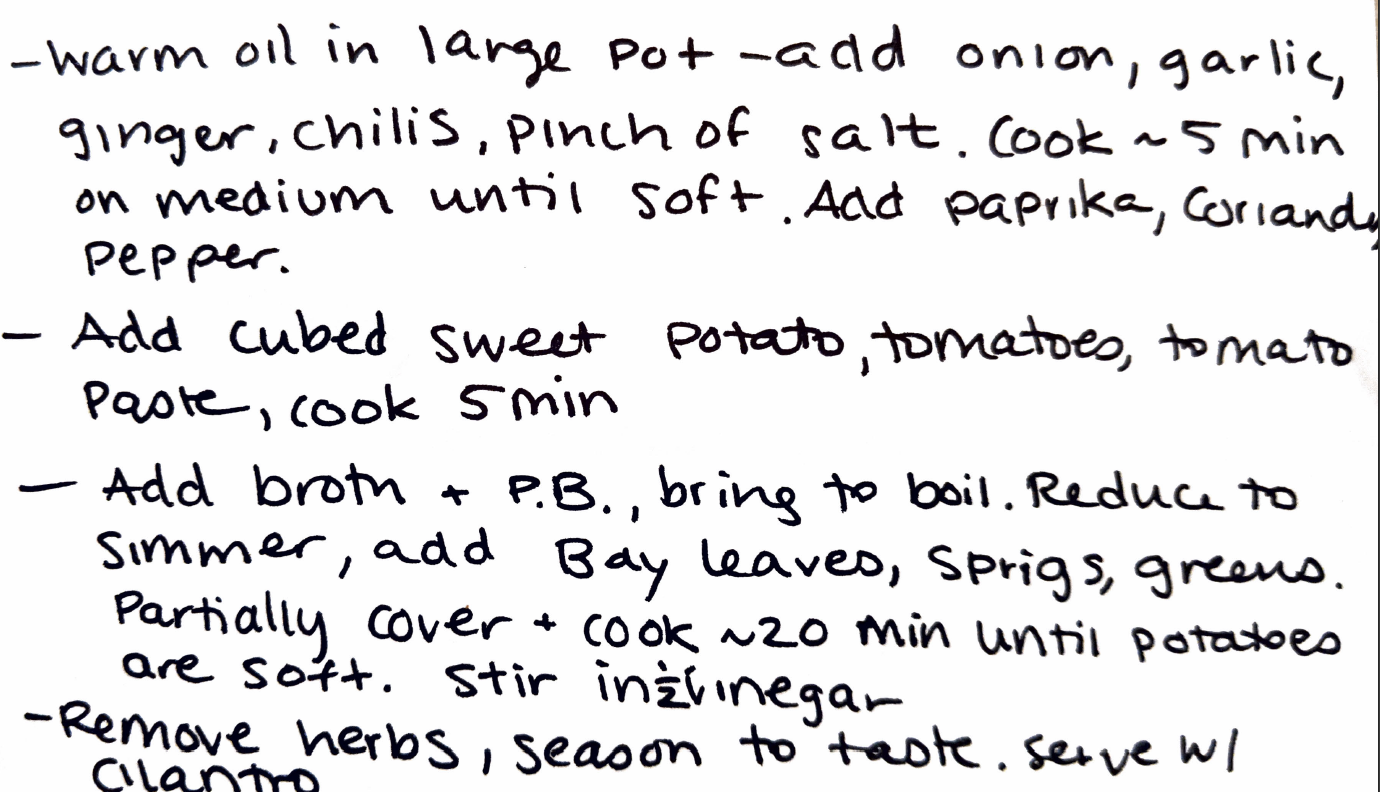 -Warm oil in large pot -add onion, garlic,
ginger, chilis, pinch of salt. Cook ~5 min
on medium until soft. Add paprika, Coriand
pepper.
- Add cubed sweet potato, tomatoes, tomato
Paste, cook 5 min
- Add broth + P.B., bring to boil. Reduce to
simmer, add Bay leaves, sprigs, greens.
Partially cover + cook ~20 min until potatoes
are soft. Stir in ½ vinegar
-Remove herbs, season to taste. serve w/
Cilantro